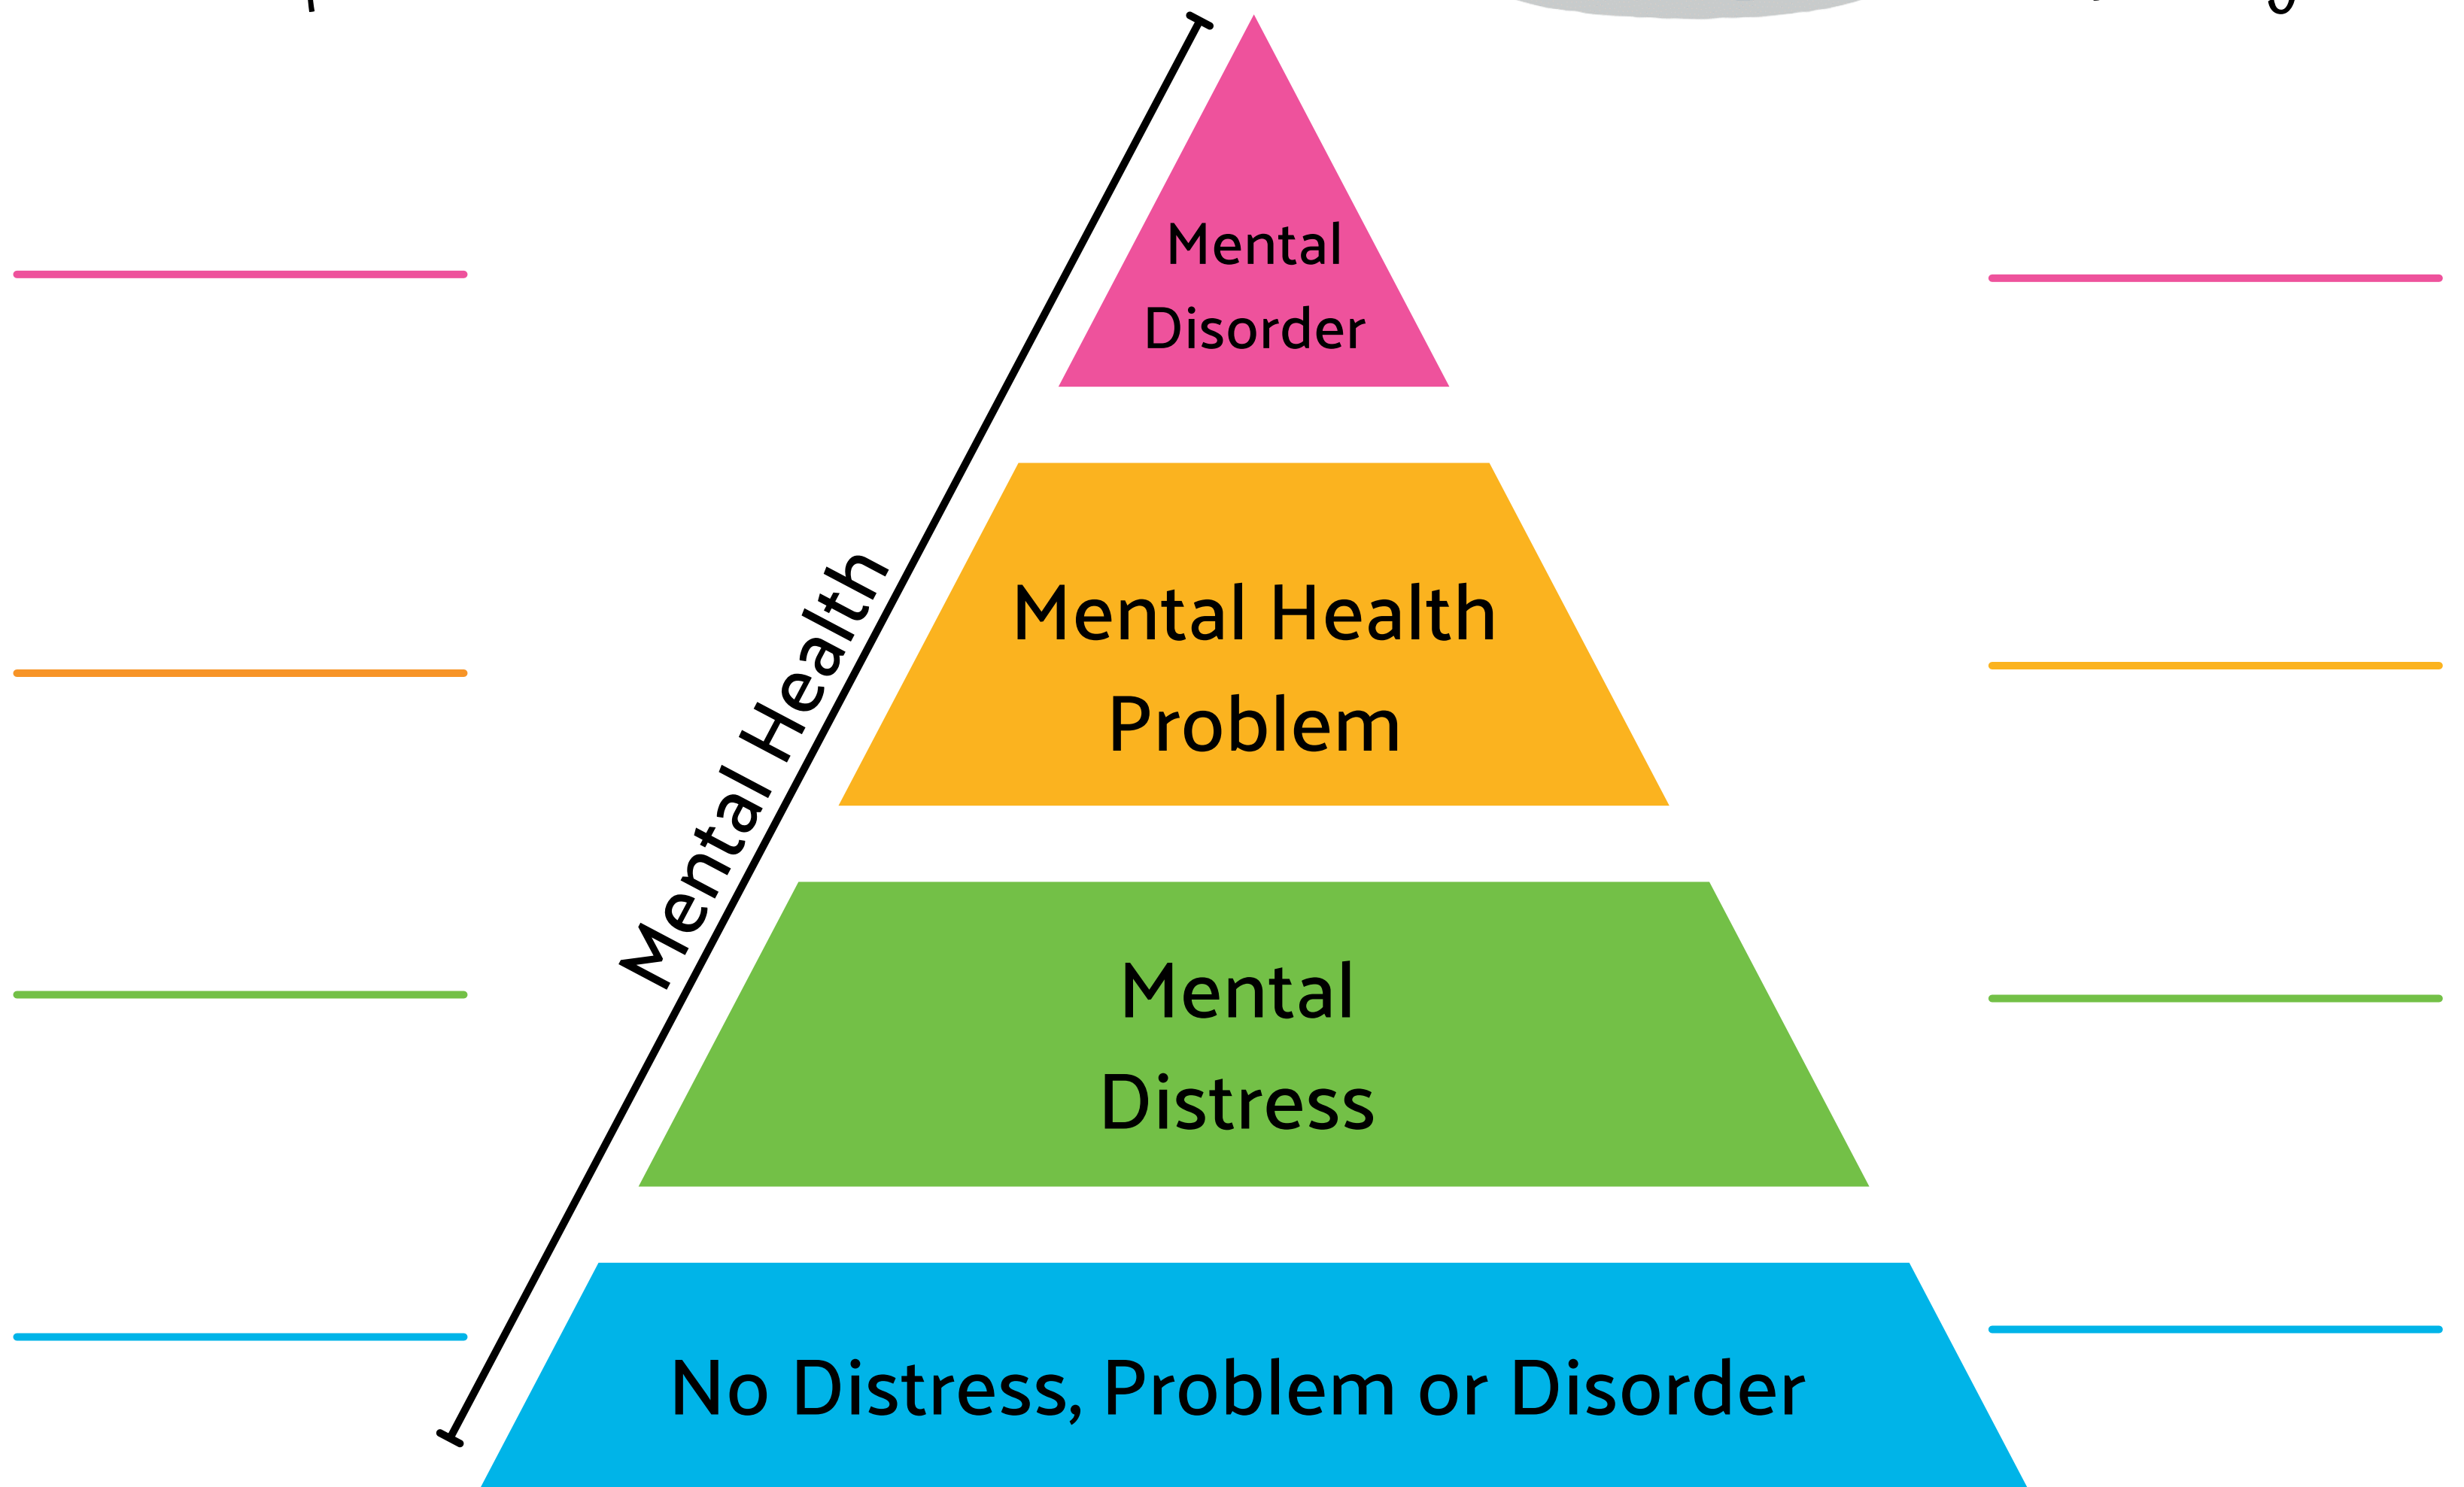 Mental
Disorder
Mental Health
Mental Health
Problem
Mental
Distress
No Distress, Problem or Disorder